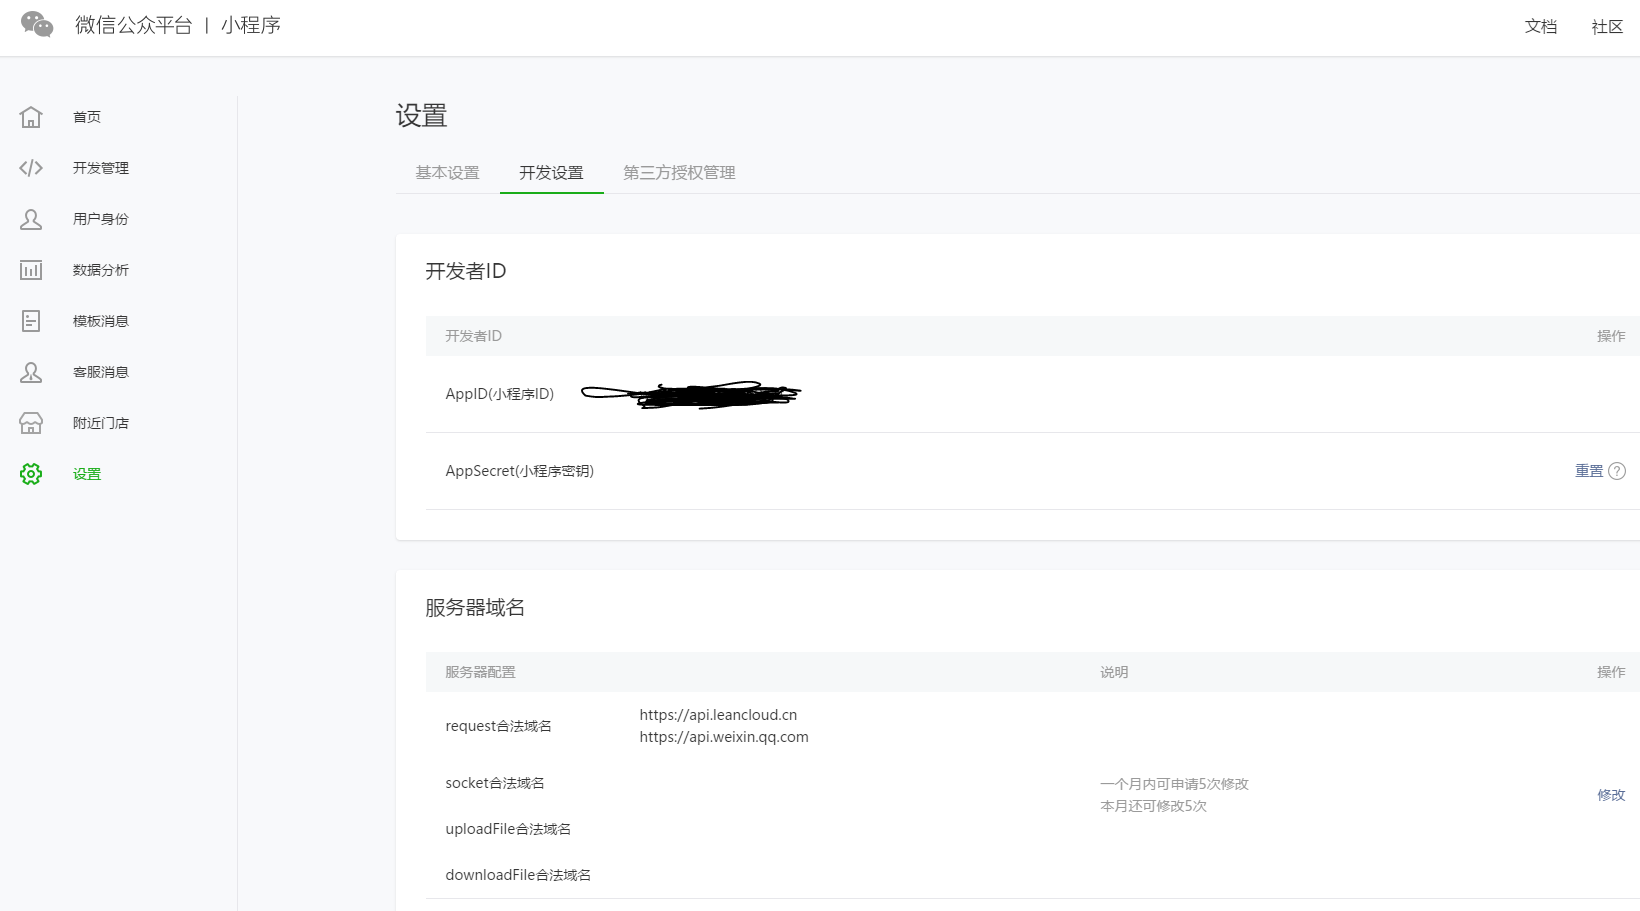 微信公众平台 | 小程序
文档
社区
首页
开发管理
用户身份
数据分析
模板消息
客服消息
附近门店
设置
设置
基本设置
开发设置
第三方授权管理
开发者ID
开发者ID
操作
AppID(小程序ID)
AppSecret(小程序密钥)
重置
?
服务器域名
服务器配置
说明
操作
request合法域名
https://api.leancloud.cn
https://api.weixin.qq.com
socket合法域名
uploadFile合法域名
downloadFile合法域名
一个月内可申请5次修改
本月还可修改5次
修改